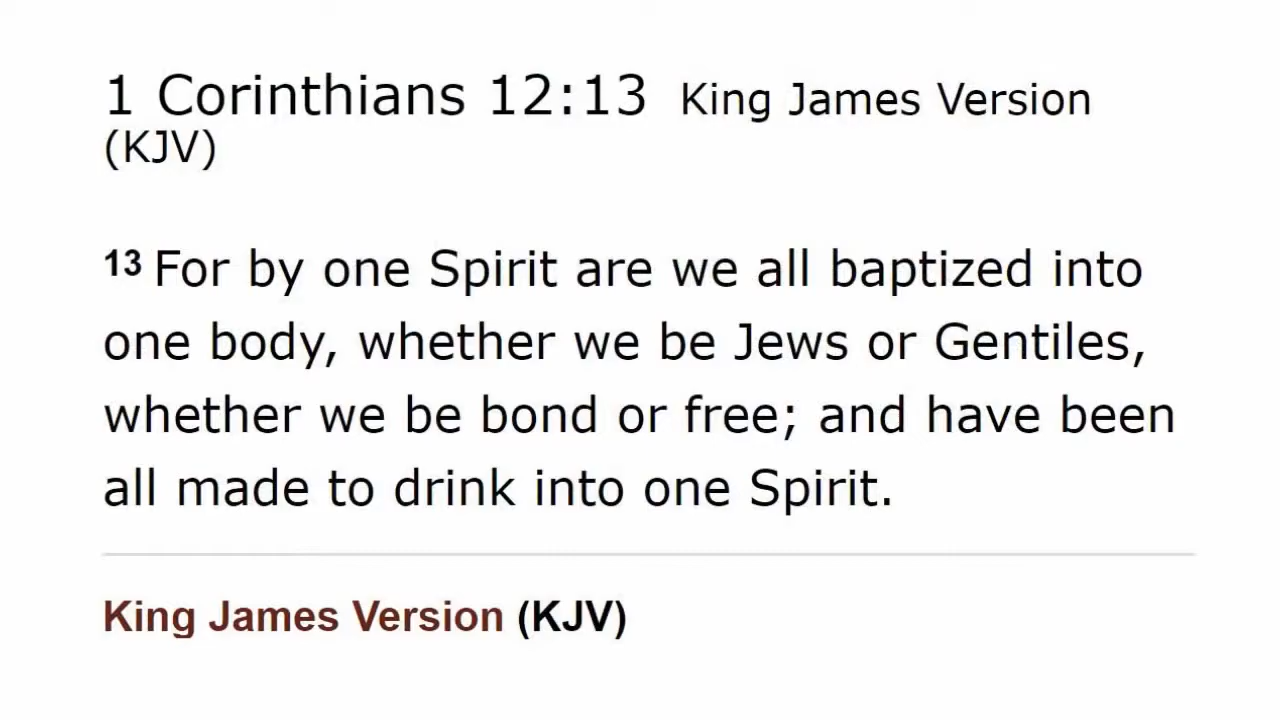 1 Corinthians 12:13 King James Version
(KJV)
13 For by one Spirit are we all baptized into
one body, whether we be Jews or Gentiles,
whether we be bond or free; and have been
all made to drink into one Spirit.
King James Version (KJV)